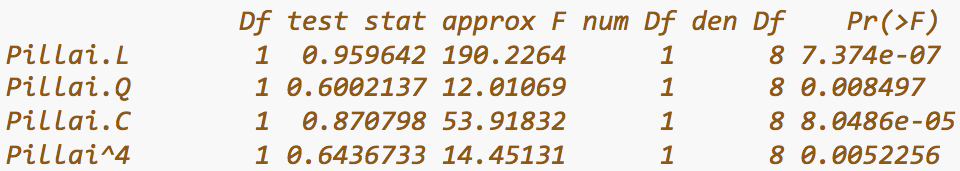 Df test stat approx F num Df den Df Pr(>F)
Pillai.L 1 0.959642 190.2264 1 8 7.374e-07
Pillai.Q 1 0.6002137 12.01069 1 8 0.008497
Pillai.C 1 0.870798 53.91832 1 8 8.0486e-05
Pillai^4 1 0.6436733 14.45131 1 8 0.0052256